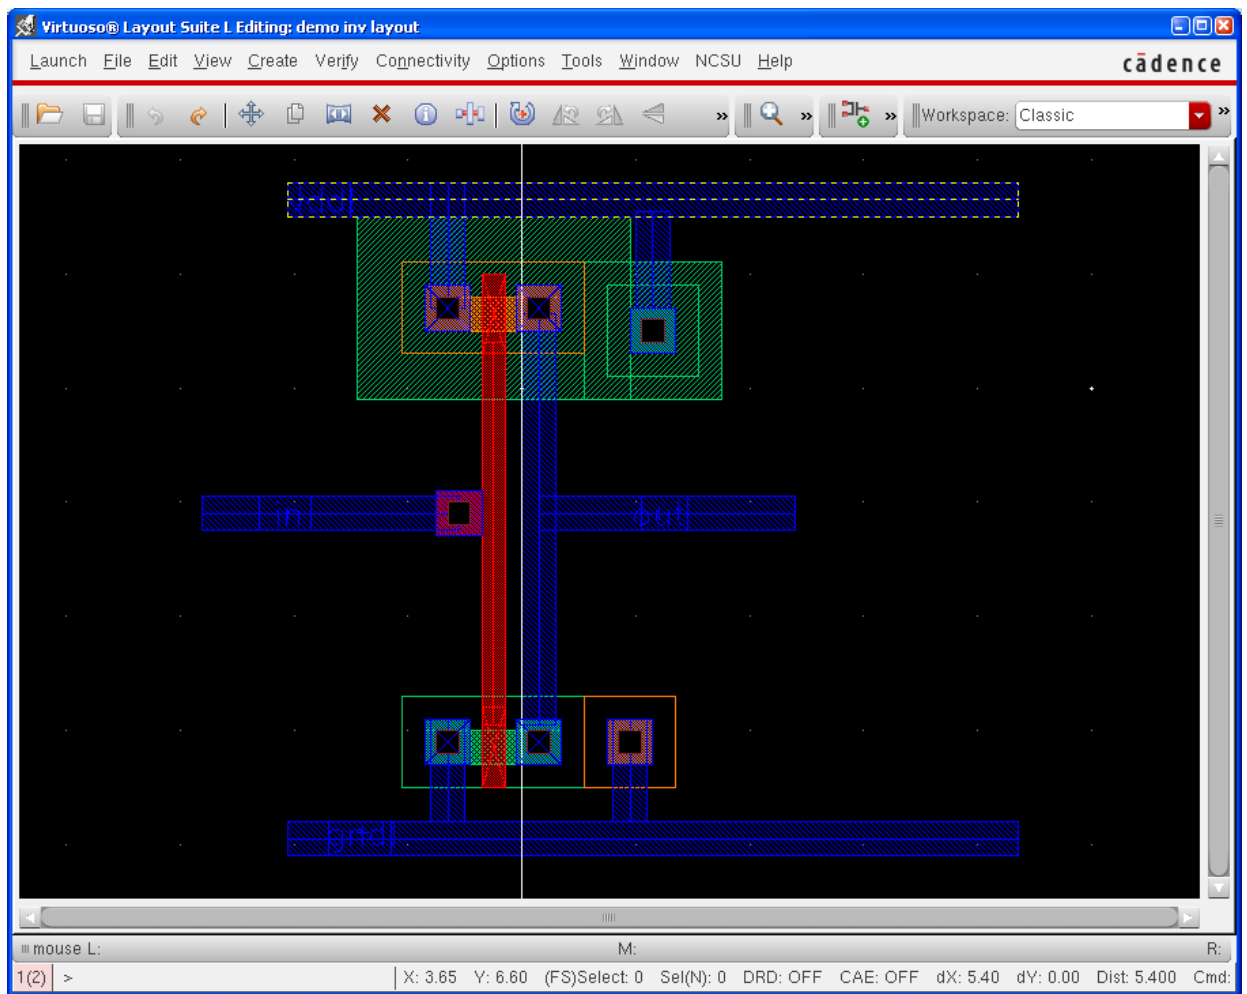 Virtuoso® Layout Suite L Editing: demo inv layout
Launch File Edit View Create Verify Connectivity Options Tools Window NCSU Help
cādence
» » » Workspace: Classic »
vdd!
in out
gnd!
mouse L: M: R:
1(2) > X: 3.65 Y: 6.60 (FS)Select: 0 Sel(N): 0 DRD: OFF CAE: OFF dX: 5.40 dY: 0.00 Dist: 5.400 Cmd: